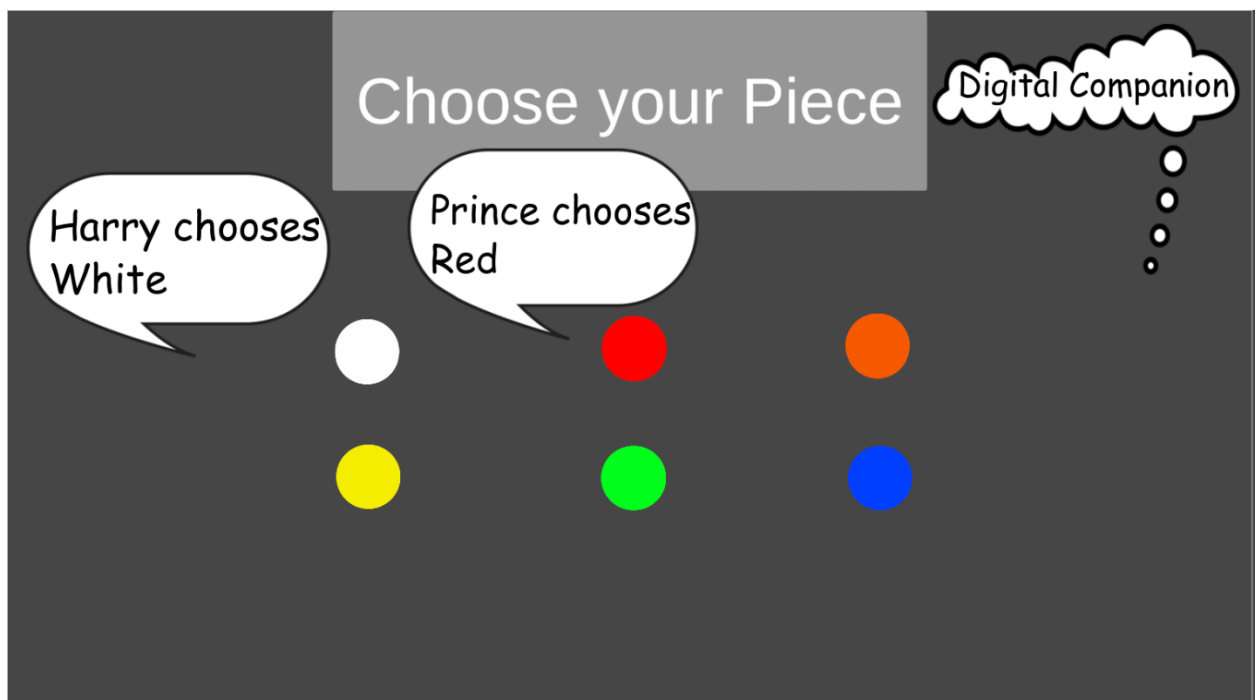 Choose your Piece
Digital Companion
Harry chooses
White
Prince chooses
Red